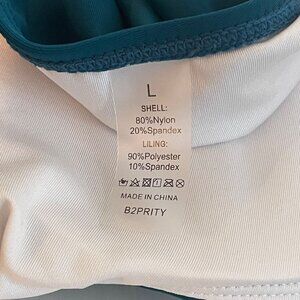 L
SHELL:
80%Nylon
20%Spandex
LILING:
90%Polyester
10%Spandex
MADE IN CHINA
B2PRITY